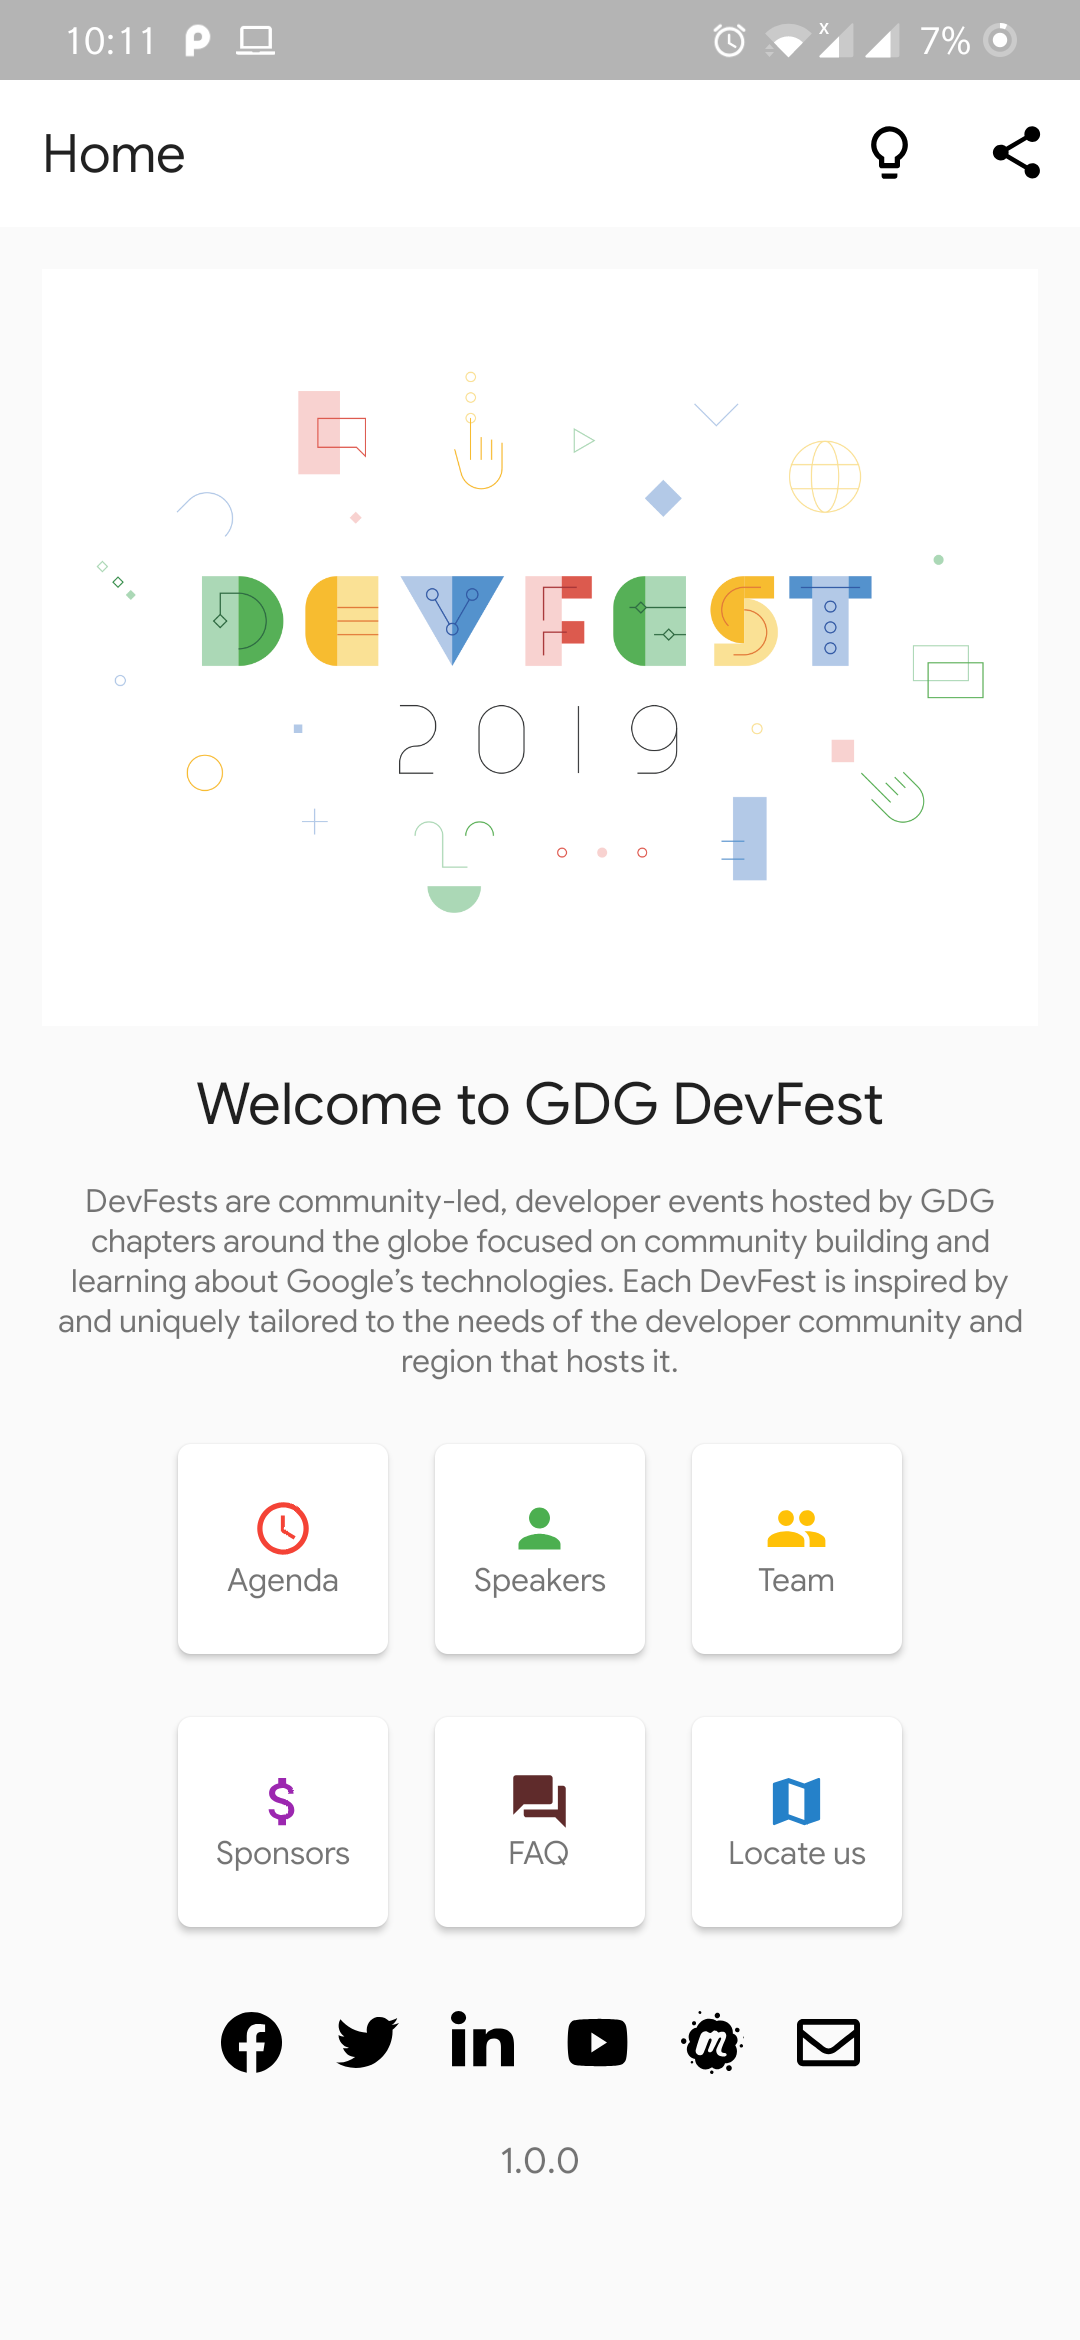 10:11
7%
Home
DEVFEST
2019
Welcome to GDG DevFest
DevFests are community-led, developer events hosted by GDG
chapters around the globe focused on community building and
learning about Google’s technologies. Each DevFest is inspired by
and uniquely tailored to the needs of the developer community and
region that hosts it.
Agenda
Speakers
Team
Sponsors
FAQ
Locate us
1.0.0